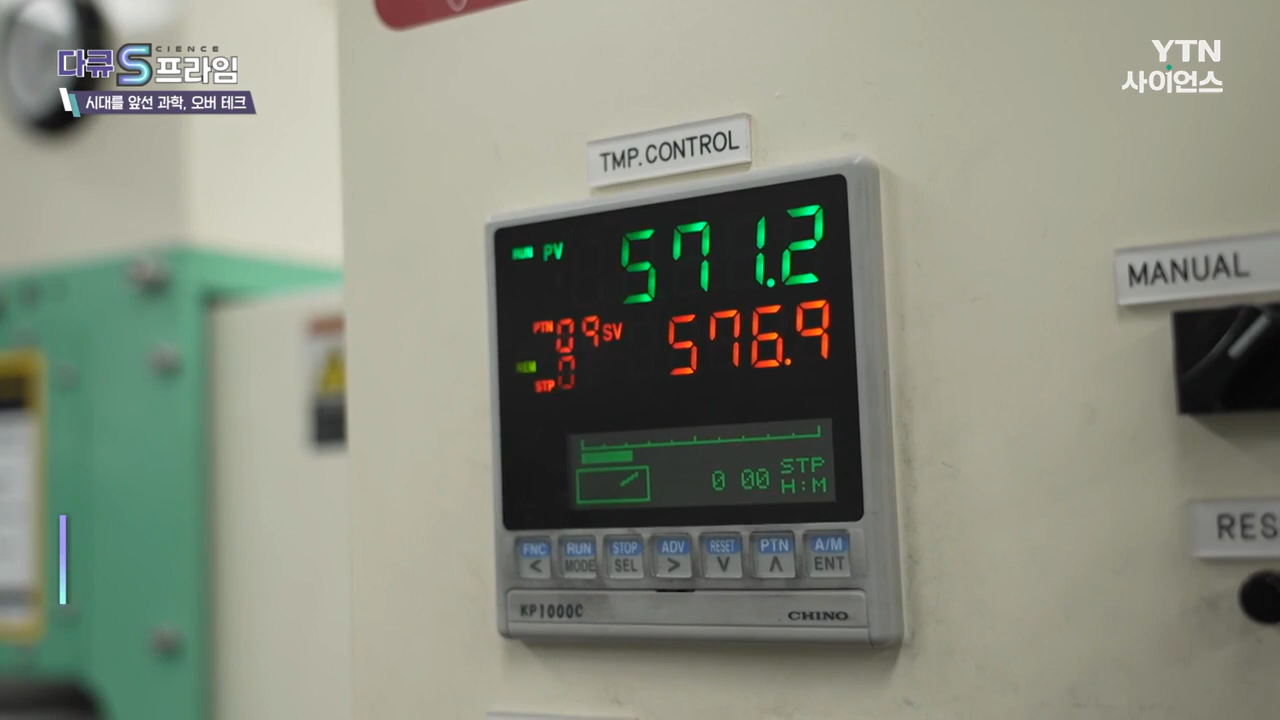 다큐 S 프라임
CIENCE
시대를 앞선 과학, 오버 테크
YTN
사이언스
TMP.CONTROL
RUN PV 571.2
PTN 09 SV 576.9
0
STP
0 00 STP
H:M
FNC RUN STOP ADV RESET PTN A/M
< MODE SEL > V Λ ENT
KP1000C CHINO
MANUAL
RES